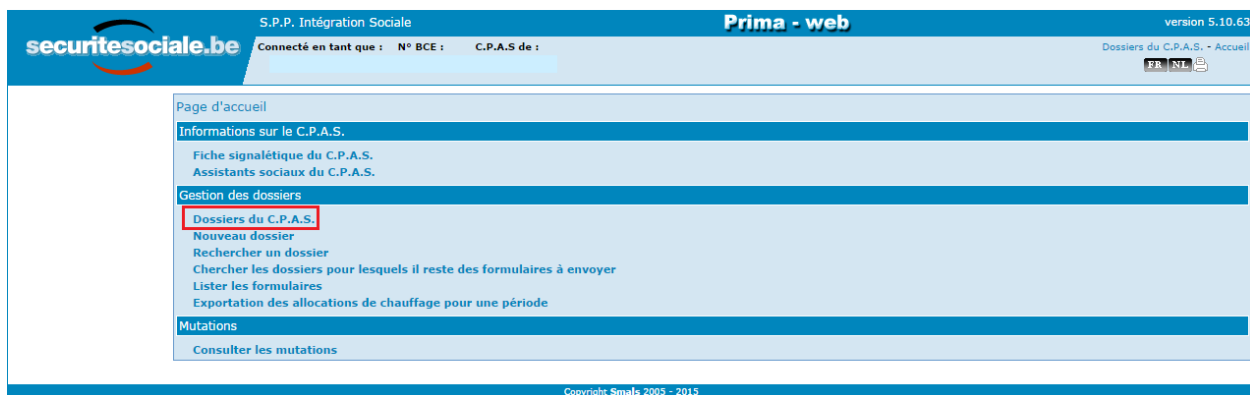 S.P.P. Intégration Sociale
Prima - web
version 5.10.63
securitesociale.be
Connecté en tant que : N° BCE : C.P.A.S de :
Dossiers du C.P.A.S. - Accueil
FR NL
Page d'accueil
Informations sur le C.P.A.S.
Fiche signalétique du C.P.A.S.
Assistants sociaux du C.P.A.S.
Gestion des dossiers
Dossiers du C.P.A.S.
Nouveau dossier
Rechercher un dossier
Chercher les dossiers pour lesquels il reste des formulaires à envoyer
Lister les formulaires
Exportation des allocations de chauffage pour une période
Mutations
Consulter les mutations
Copyright Smals 2005 - 2015